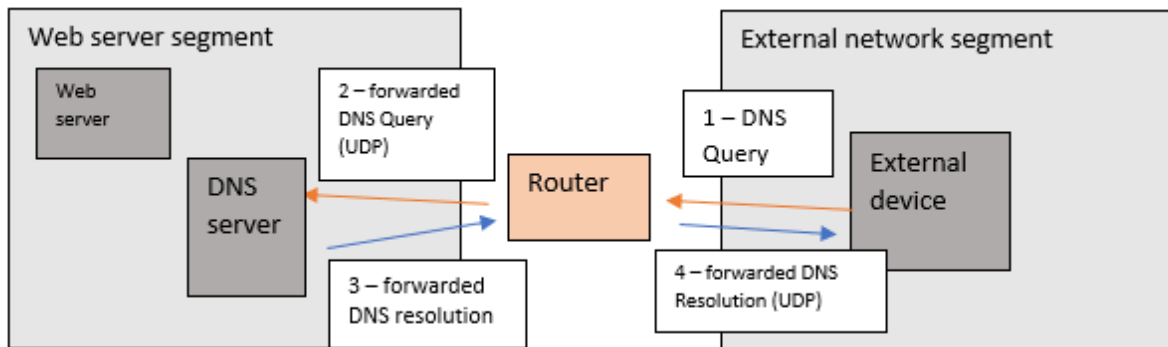 Web server segment
Web
server
2 – forwarded
DNS Query
(UDP)
DNS
server
3 – forwarded
DNS resolution
Router
External network segment
1 – DNS
Query
External
device
4 – forwarded DNS
Resolution (UDP)